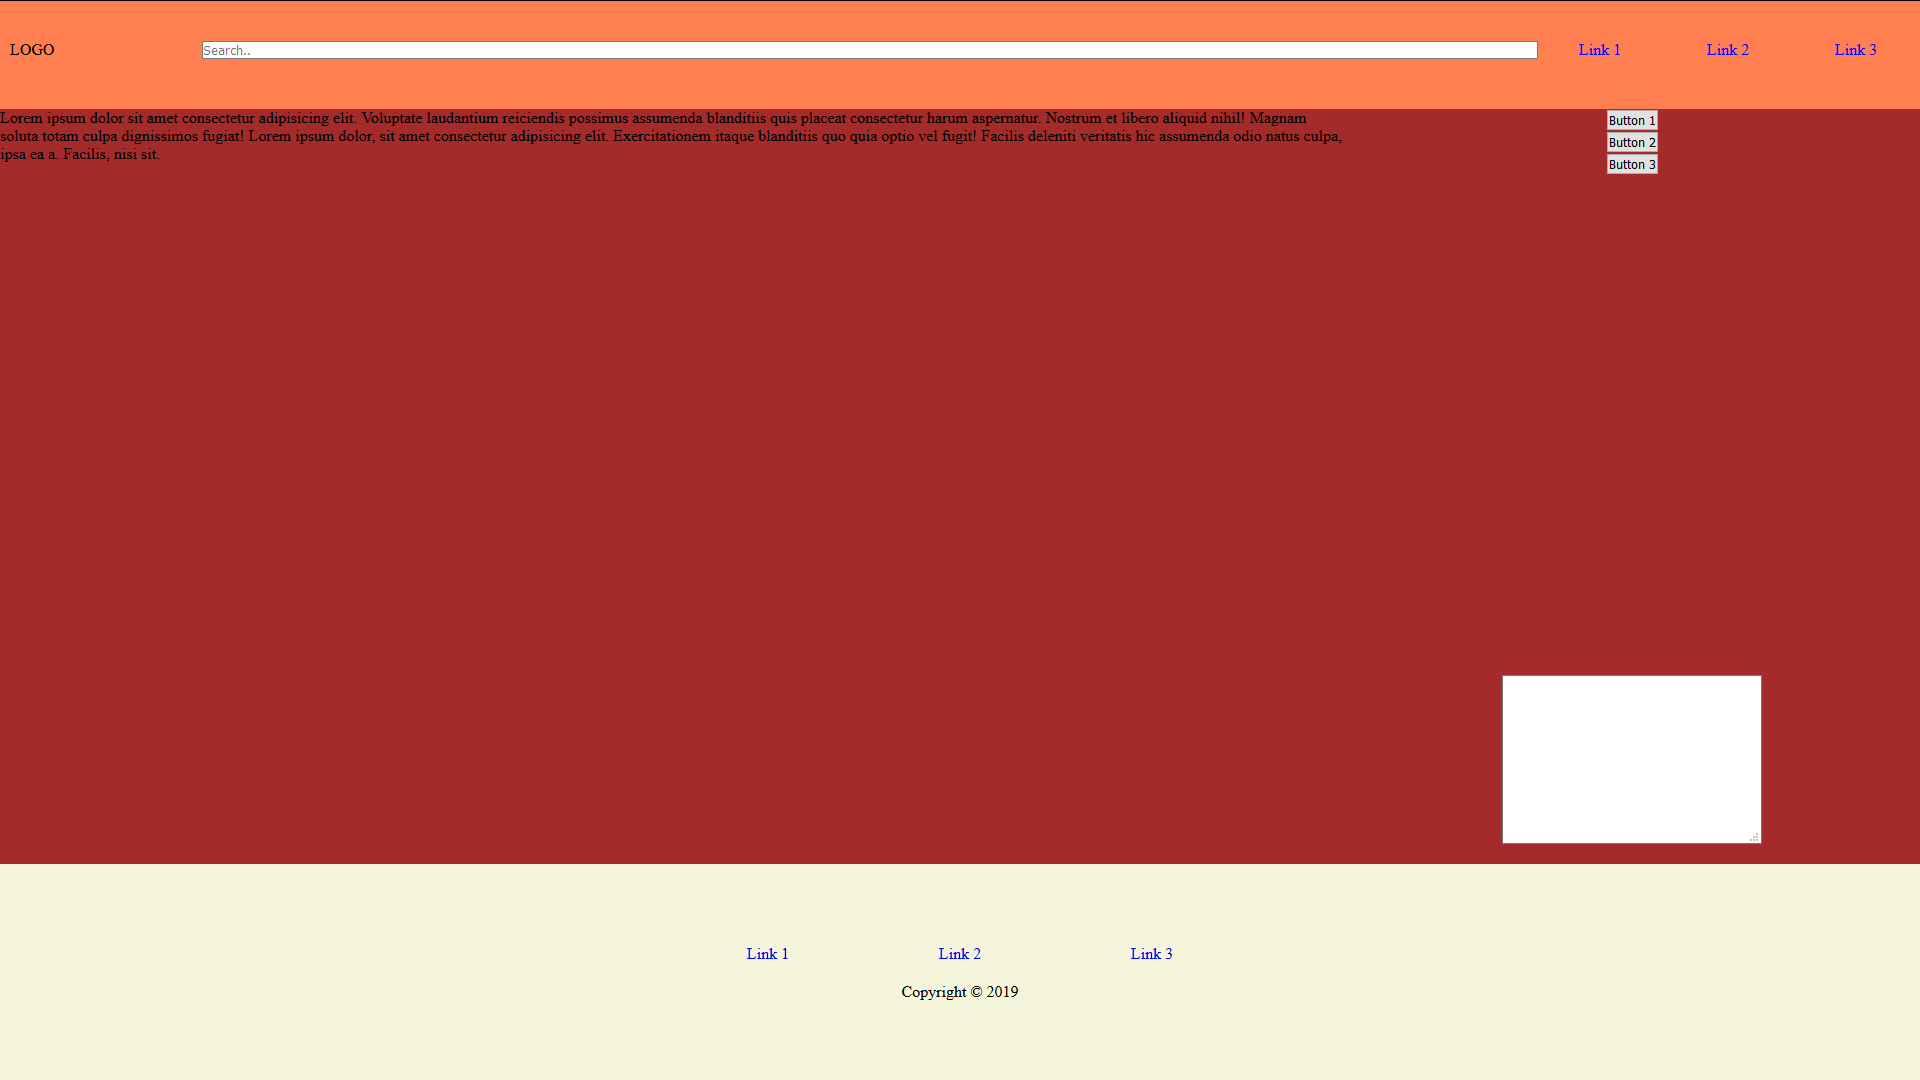 LOGO
Search..
Link 1
Link 2
Link 3
Lorem ipsum dolor sit amet consectetur adipisicing elit. Voluptate laudantium reiciendis possimus assumenda blanditiis quis placeat consectetur harum aspernatur. Nostrum et libero aliquid nihil! Magnam
soluta totam culpa dignissimos fugiat! Lorem ipsum dolor, sit amet consectetur adipisicing elit. Exercitationem itaque blanditiis quo quia optio vel fugit! Facilis deleniti veritatis hic assumenda odio natus culpa,
ipsa ea a. Facilis, nisi sit.
Button 1
Button 2
Button 3
Link 1
Link 2
Link 3
Copyright © 2019